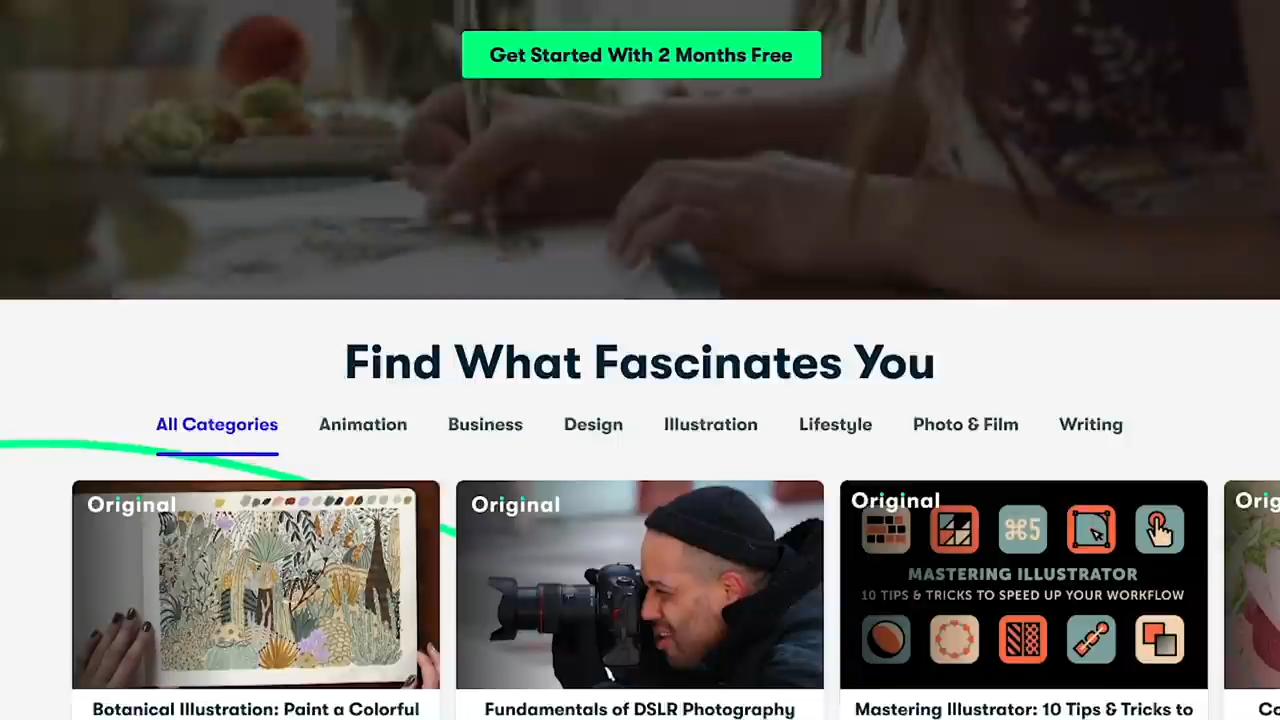 Get Started With 2 Months Free
Find What Fascinates You
All Categories Animation Business Design Illustration Lifestyle Photo & Film Writing
Original Original Original
⌘5
MASTERING ILLUSTRATOR
10 TIPS & TRICKS TO SPEED UP YOUR WORKFLOW
Botanical Illustration: Paint a Colorful Fundamentals of DSLR Photography Mastering Illustrator: 10 Tips & Tricks to